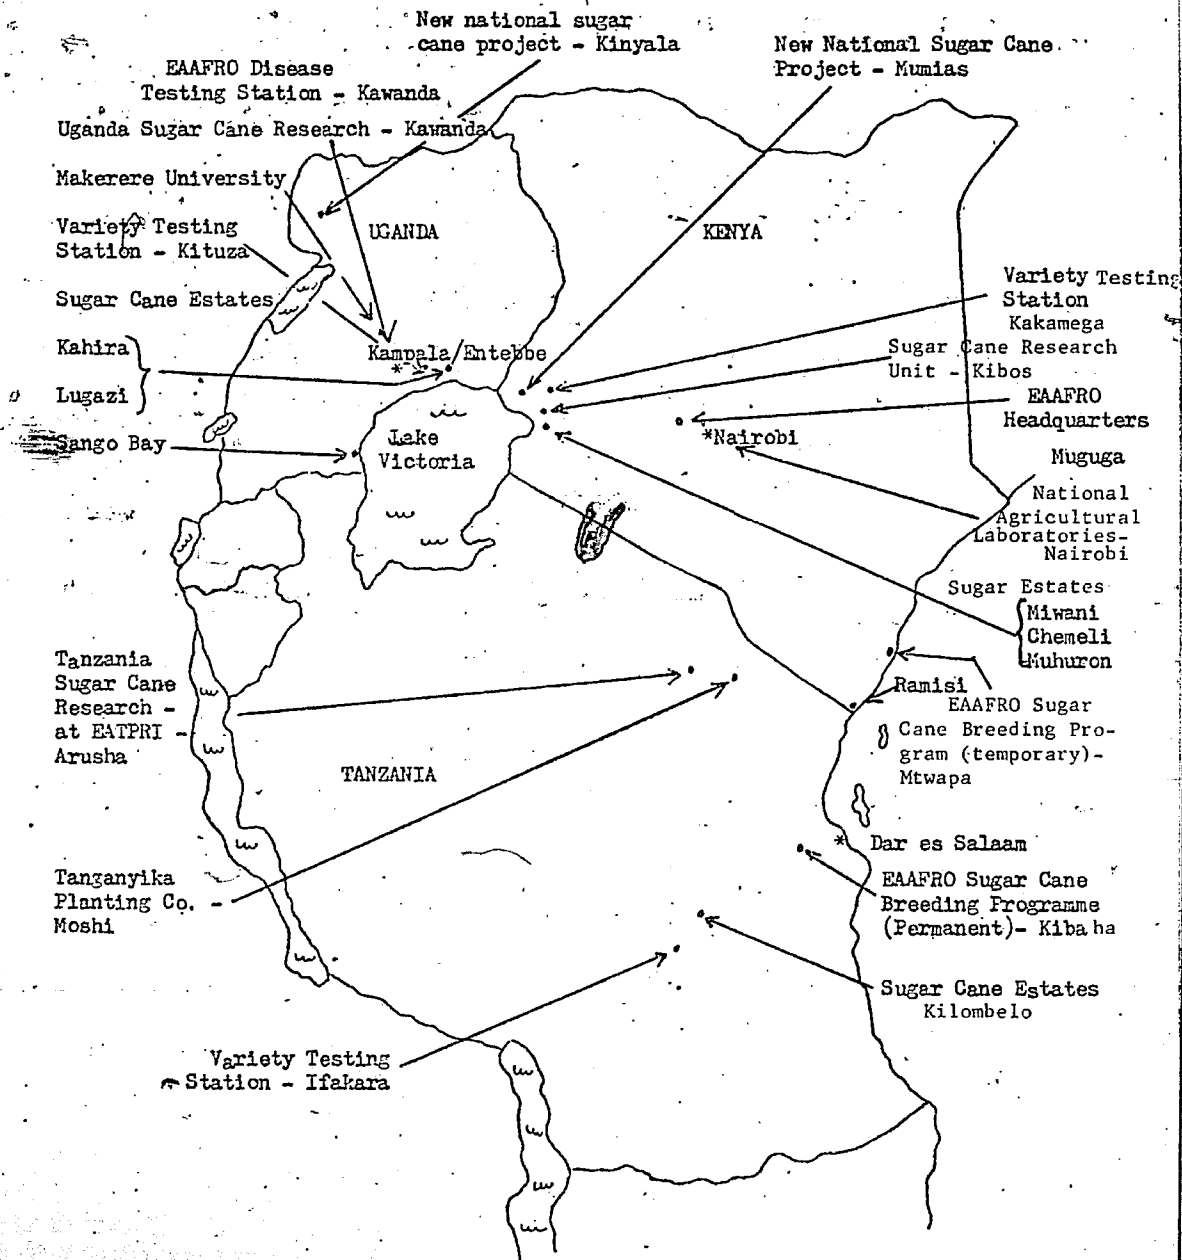 New national sugar
cane project - Kinyala
New National Sugar Cane
Project - Mumias
EAAFRO Disease
Testing Station - Kawanda
Uganda Sugar Cane Research - Kawanda
Makerere University
Variety Testing
Station - Kituza
Sugar Cane Estates
Kahira
Lugazi
Sango Bay
UGANDA
KENYA
Kampala/Entebbe
*
Lake
Victoria
*Nairobi
Variety Testing
Station
Kakamega
Sugar Cane Research
Unit - Kibos
EAAFRO
Headquarters
Muguga
National
Agricultural
Laboratories-
Nairobi
Sugar Estates
Miwani
Chemeli
Muhuron
Ramisi
EAAFRO Sugar
Cane Breeding Pro-
gram (temporary)-
Mtwapa
Tanzania
Sugar Cane
Research -
at EATPRI -
Arusha
TANZANIA
Tanganyika
Planting Co. -
Moshi
* Dar es Salaam
EAAFRO Sugar Cane
Breeding Programme
(Permanent)- Kibaha
Sugar Cane Estates
Kilombelo
Variety Testing
Station - Ifakara